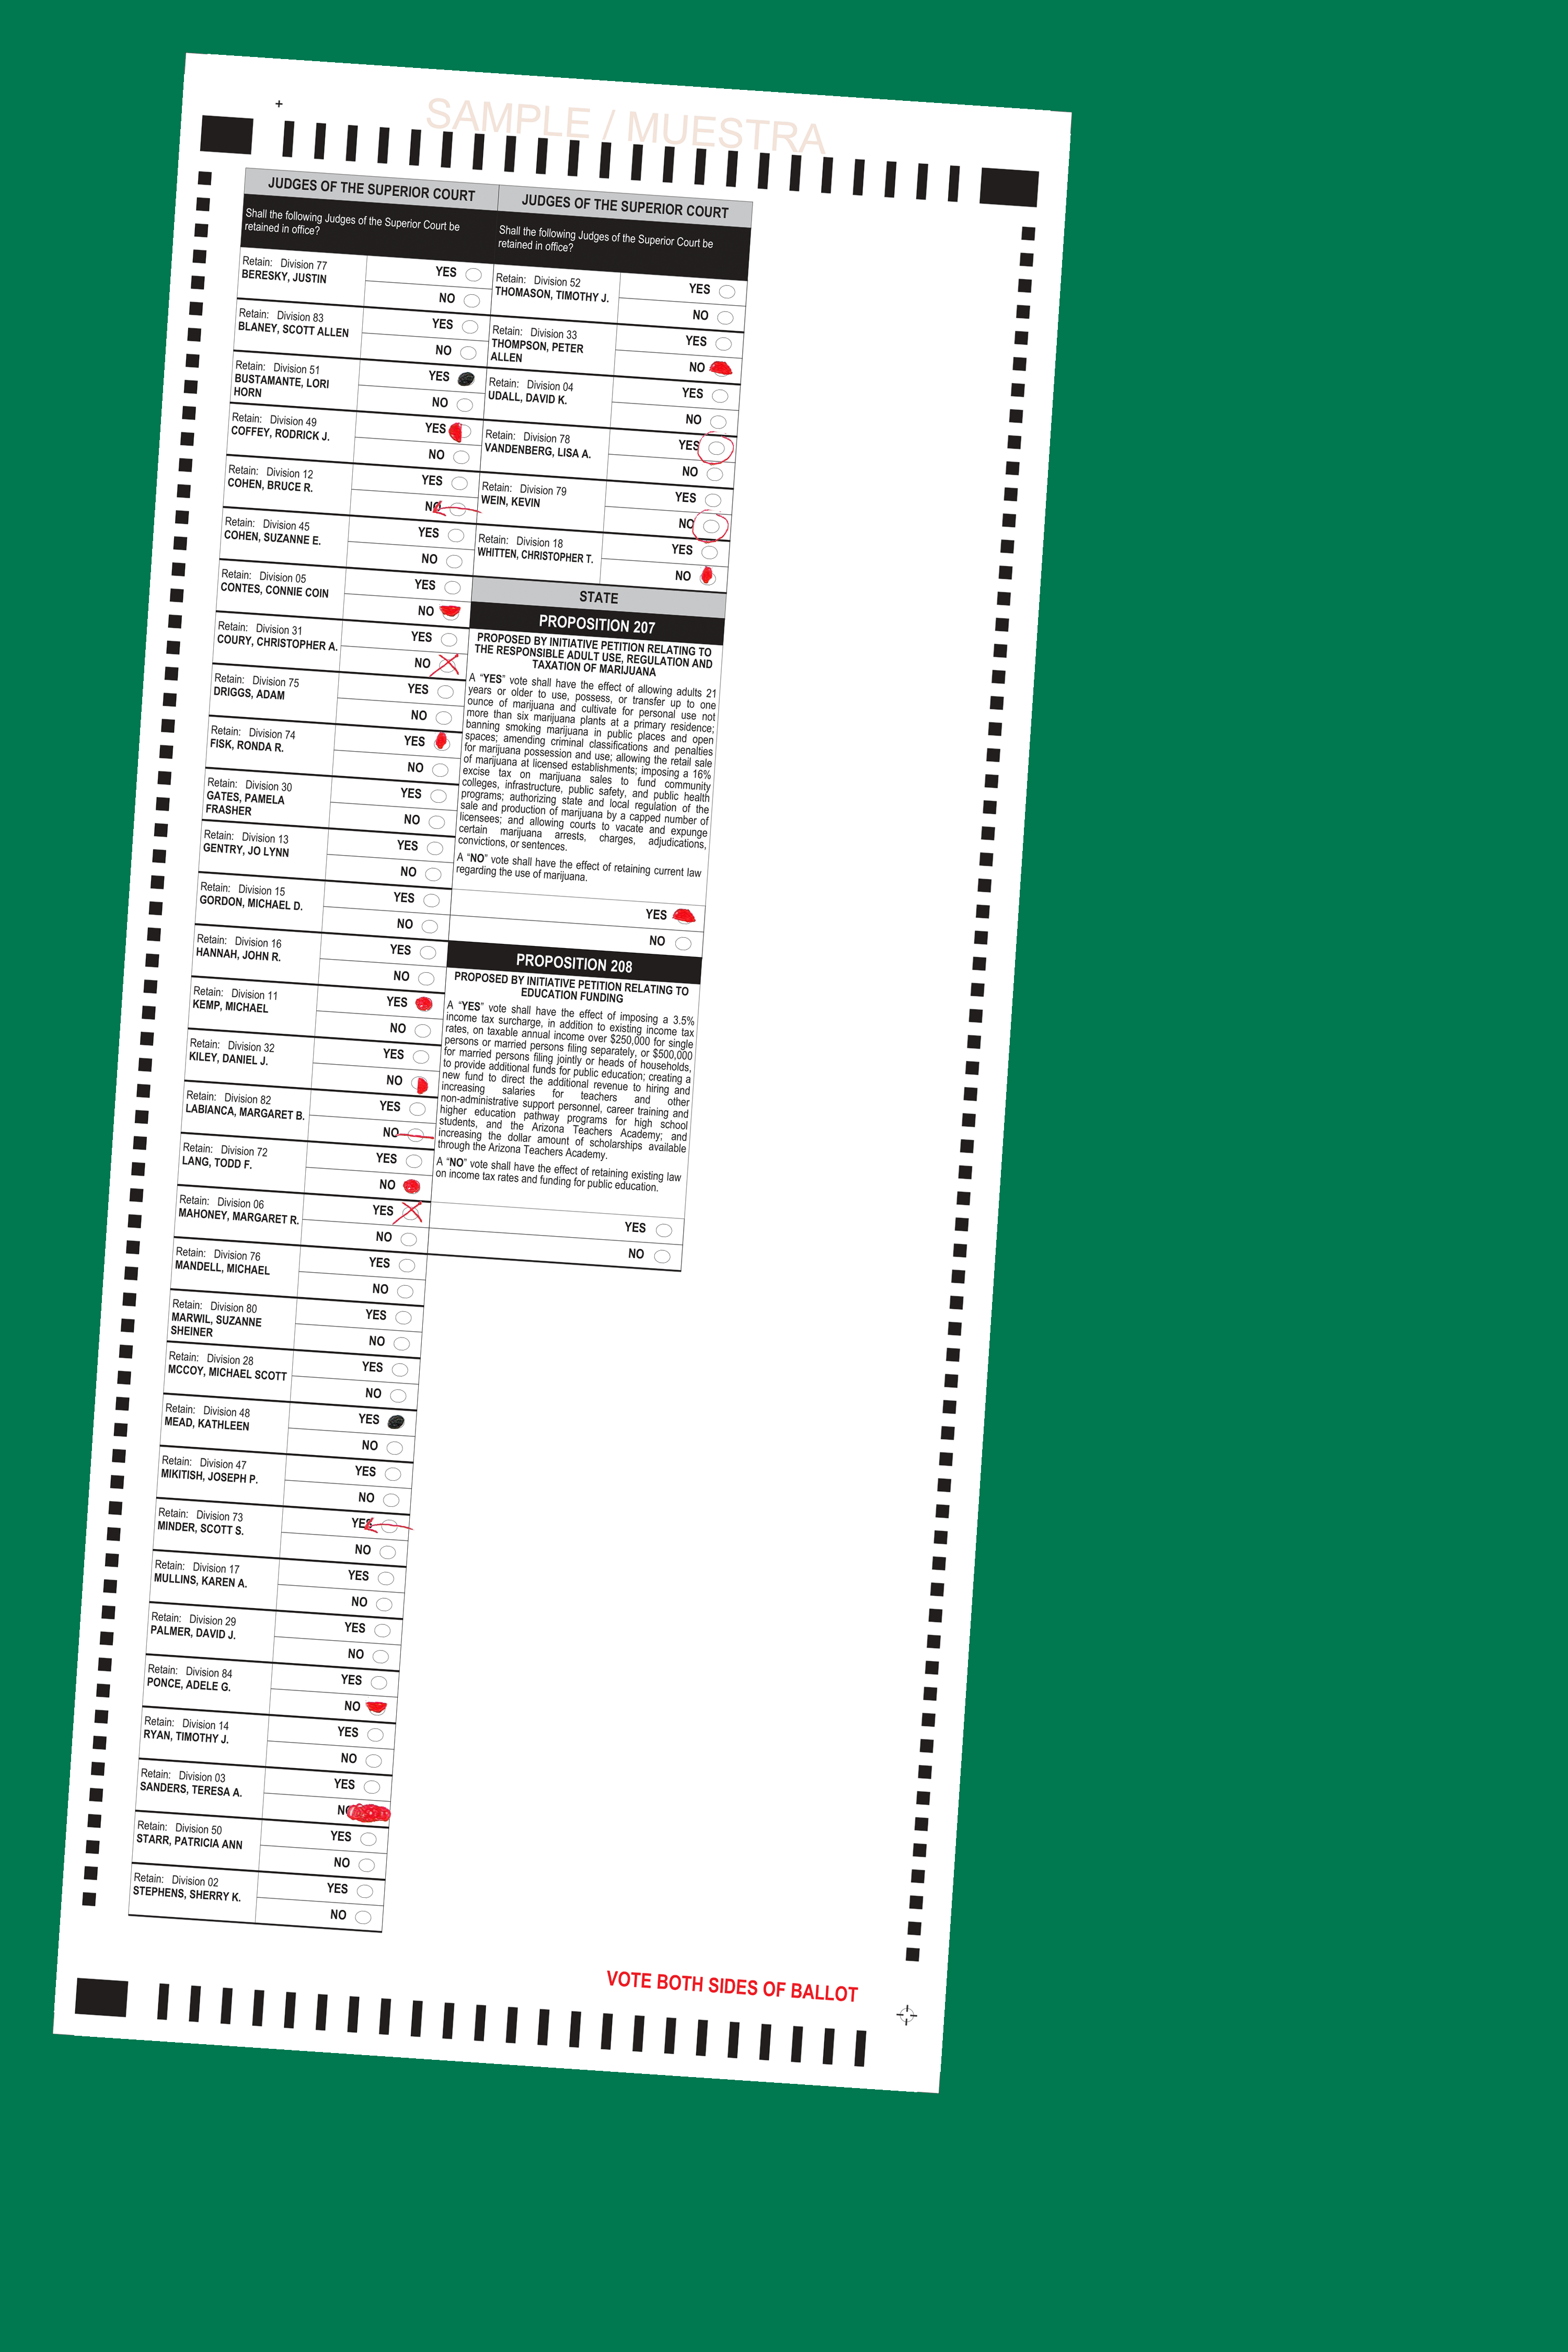 SAMPLE / MUESTRA
JUDGES OF THE SUPERIOR COURT
Shall the following Judges of the Superior Court be
retained in office?
Retain: Division 77
BERESKY, JUSTIN
YES
NO
Retain: Division 83
BLANEY, SCOTT ALLEN
YES
NO
Retain: Division 51
BUSTAMANTE, LORI
HORN
YES
NO
Retain: Division 49
COFFEY, RODRICK J.
YES
NO
Retain: Division 12
COHEN, BRUCE R.
YES
NO
Retain: Division 45
COHEN, SUZANNE E.
YES
NO
Retain: Division 05
CONTES, CONNIE COIN
YES
NO
Retain: Division 31
COURY, CHRISTOPHER A.
YES
NO
Retain: Division 75
DRIGGS, ADAM
YES
NO
Retain: Division 74
FISK, RONDA R.
YES
NO
Retain: Division 30
GATES, PAMELA
FRASHER
YES
NO
Retain: Division 13
GENTRY, JO LYNN
YES
NO
Retain: Division 15
GORDON, MICHAEL D.
YES
NO
Retain: Division 16
HANNAH, JOHN R.
YES
NO
Retain: Division 11
KEMP, MICHAEL
YES
NO
Retain: Division 32
KILEY, DANIEL J.
YES
NO
Retain: Division 82
LABIANCA, MARGARET B.
YES
NO
Retain: Division 72
LANG, TODD F.
YES
NO
Retain: Division 06
MAHONEY, MARGARET R.
YES
NO
Retain: Division 76
MANDELL, MICHAEL
YES
NO
Retain: Division 80
MARWIL, SUZANNE
SHEINER
YES
NO
Retain: Division 28
MCCOY, MICHAEL SCOTT
YES
NO
Retain: Division 48
MEAD, KATHLEEN
YES
NO
Retain: Division 47
MIKITISH, JOSEPH P.
YES
NO
Retain: Division 73
MINDER, SCOTT S.
YES
NO
Retain: Division 17
MULLINS, KAREN A.
YES
NO
Retain: Division 29
PALMER, DAVID J.
YES
NO
Retain: Division 84
PONCE, ADELE G.
YES
NO
Retain: Division 14
RYAN, TIMOTHY J.
YES
NO
Retain: Division 03
SANDERS, TERESA A.
YES
NO
Retain: Division 50
STARR, PATRICIA ANN
YES
NO
Retain: Division 02
STEPHENS, SHERRY K.
YES
NO
JUDGES OF THE SUPERIOR COURT
Shall the following Judges of the Superior Court be
retained in office?
Retain: Division 52
THOMASON, TIMOTHY J.
YES
NO
Retain: Division 33
THOMPSON, PETER
ALLEN
YES
NO
Retain: Division 04
UDALL, DAVID K.
YES
NO
Retain: Division 78
VANDENBERG, LISA A.
YES
NO
Retain: Division 79
WEIN, KEVIN
YES
NO
Retain: Division 18
WHITTEN, CHRISTOPHER T.
YES
NO
STATE
PROPOSITION 207
PROPOSED BY INITIATIVE PETITION RELATING TO
THE RESPONSIBLE ADULT USE, REGULATION AND
TAXATION OF MARIJUANA
A “YES” vote shall have the effect of allowing adults 21
years or older to use, possess, or transfer up to one
ounce of marijuana and cultivate for personal use not
more than six marijuana plants at a primary residence;
banning smoking marijuana in public places and open
spaces; amending criminal classifications and penalties
for marijuana possession and use; allowing the retail sale
of marijuana at licensed establishments; imposing a 16%
excise tax on marijuana sales to fund community
colleges, infrastructure, public safety, and public health
programs; authorizing state and local regulation of the
sale and production of marijuana by a capped number of
licensees; and allowing courts to vacate and expunge
certain marijuana arrests, charges, adjudications,
convictions, or sentences.
A “NO” vote shall have the effect of retaining current law
regarding the use of marijuana.
YES
NO
PROPOSITION 208
PROPOSED BY INITIATIVE PETITION RELATING TO
EDUCATION FUNDING
A “YES” vote shall have the effect of imposing a 3.5%
income tax surcharge, in addition to existing income tax
rates, on taxable annual income over $250,000 for single
persons or married persons filing separately, or $500,000
for married persons filing jointly or heads of households,
to provide additional funds for public education; creating a
new fund to direct the additional revenue to hiring and
increasing salaries for teachers and other
non-administrative support personnel, career training and
higher education pathway programs for high school
students, and the Arizona Teachers Academy; and
increasing the dollar amount of scholarships available
through the Arizona Teachers Academy.
A “NO” vote shall have the effect of retaining existing law
on income tax rates and funding for public education.
YES
NO
VOTE BOTH SIDES OF BALLOT